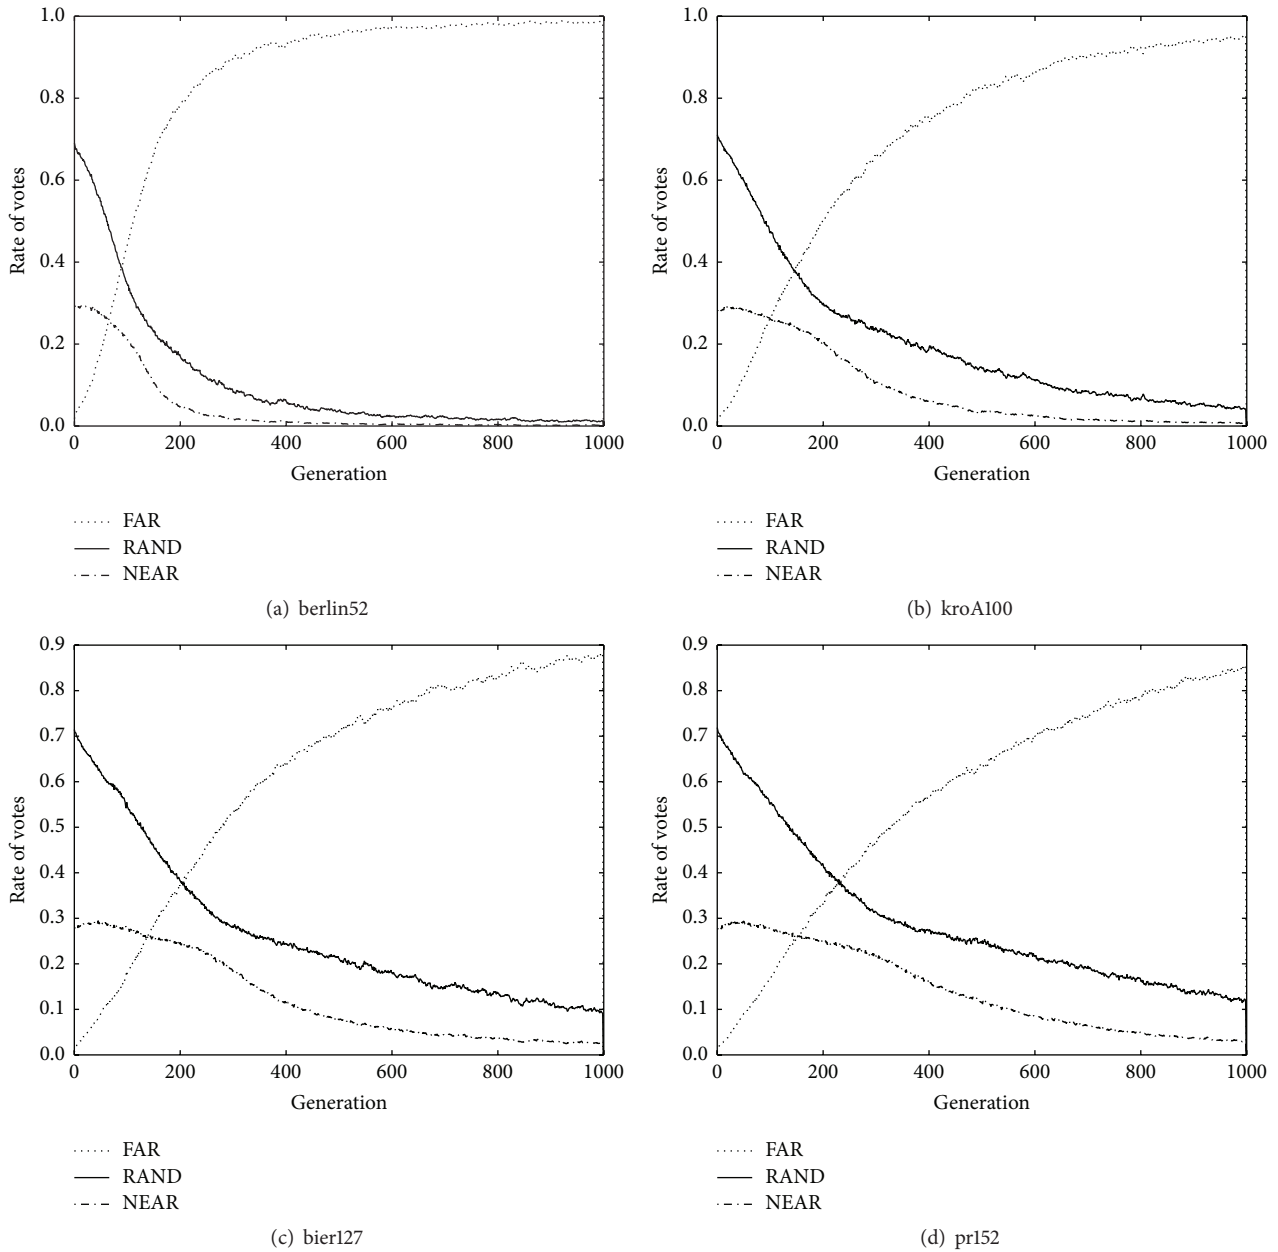 1.0
0.8
0.6
0.4
0.2
0.0
Rate of votes
0 200 400 600 800 1000
Generation
FAR
RAND
NEAR
(a) berlin52
1.0
0.8
0.6
0.4
0.2
0.0
Rate of votes
0 200 400 600 800 1000
Generation
FAR
RAND
NEAR
(b) kroA100
0.9
0.8
0.7
0.6
0.5
0.4
0.3
0.2
0.1
0.0
Rate of votes
0 200 400 600 800 1000
Generation
FAR
RAND
NEAR
(c) bier127
0.9
0.8
0.7
0.6
0.5
0.4
0.3
0.2
0.1
0.0
Rate of votes
0 200 400 600 800 1000
Generation
FAR
RAND
NEAR
(d) pr152